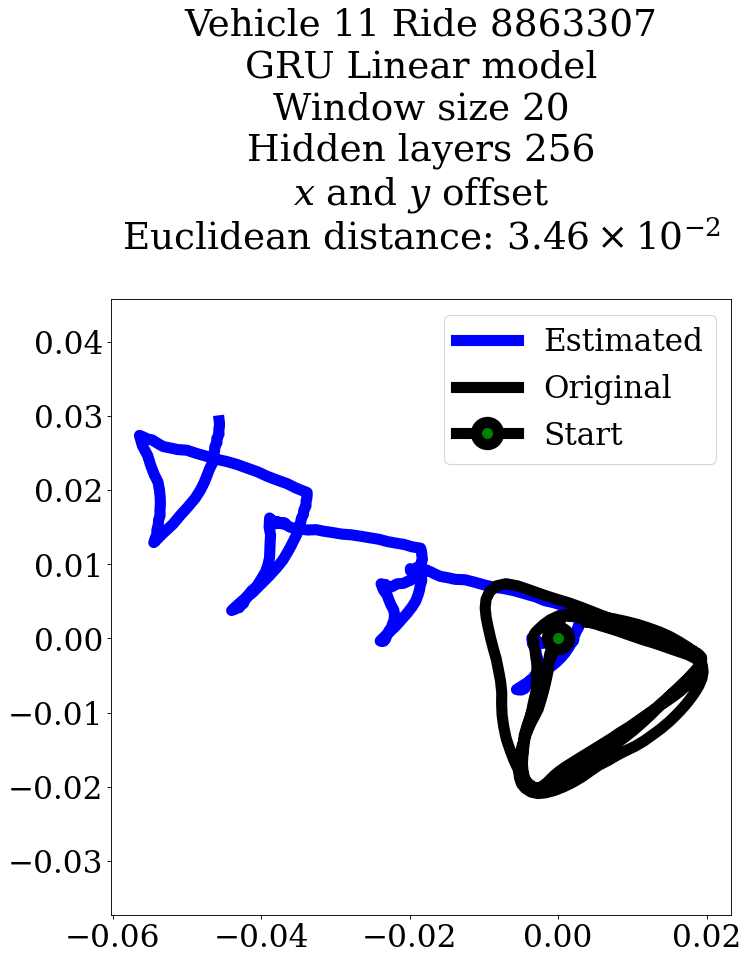 Vehicle 11 Ride 8863307
GRU Linear model
Window size 20
Hidden layers 256
x and y offset
Euclidean distance: 3.46 × 10⁻²
Estimated
Original
Start
0.04
0.03
0.02
0.01
0.00
−0.01
−0.02
−0.03
−0.06 −0.04 −0.02 0.00 0.02